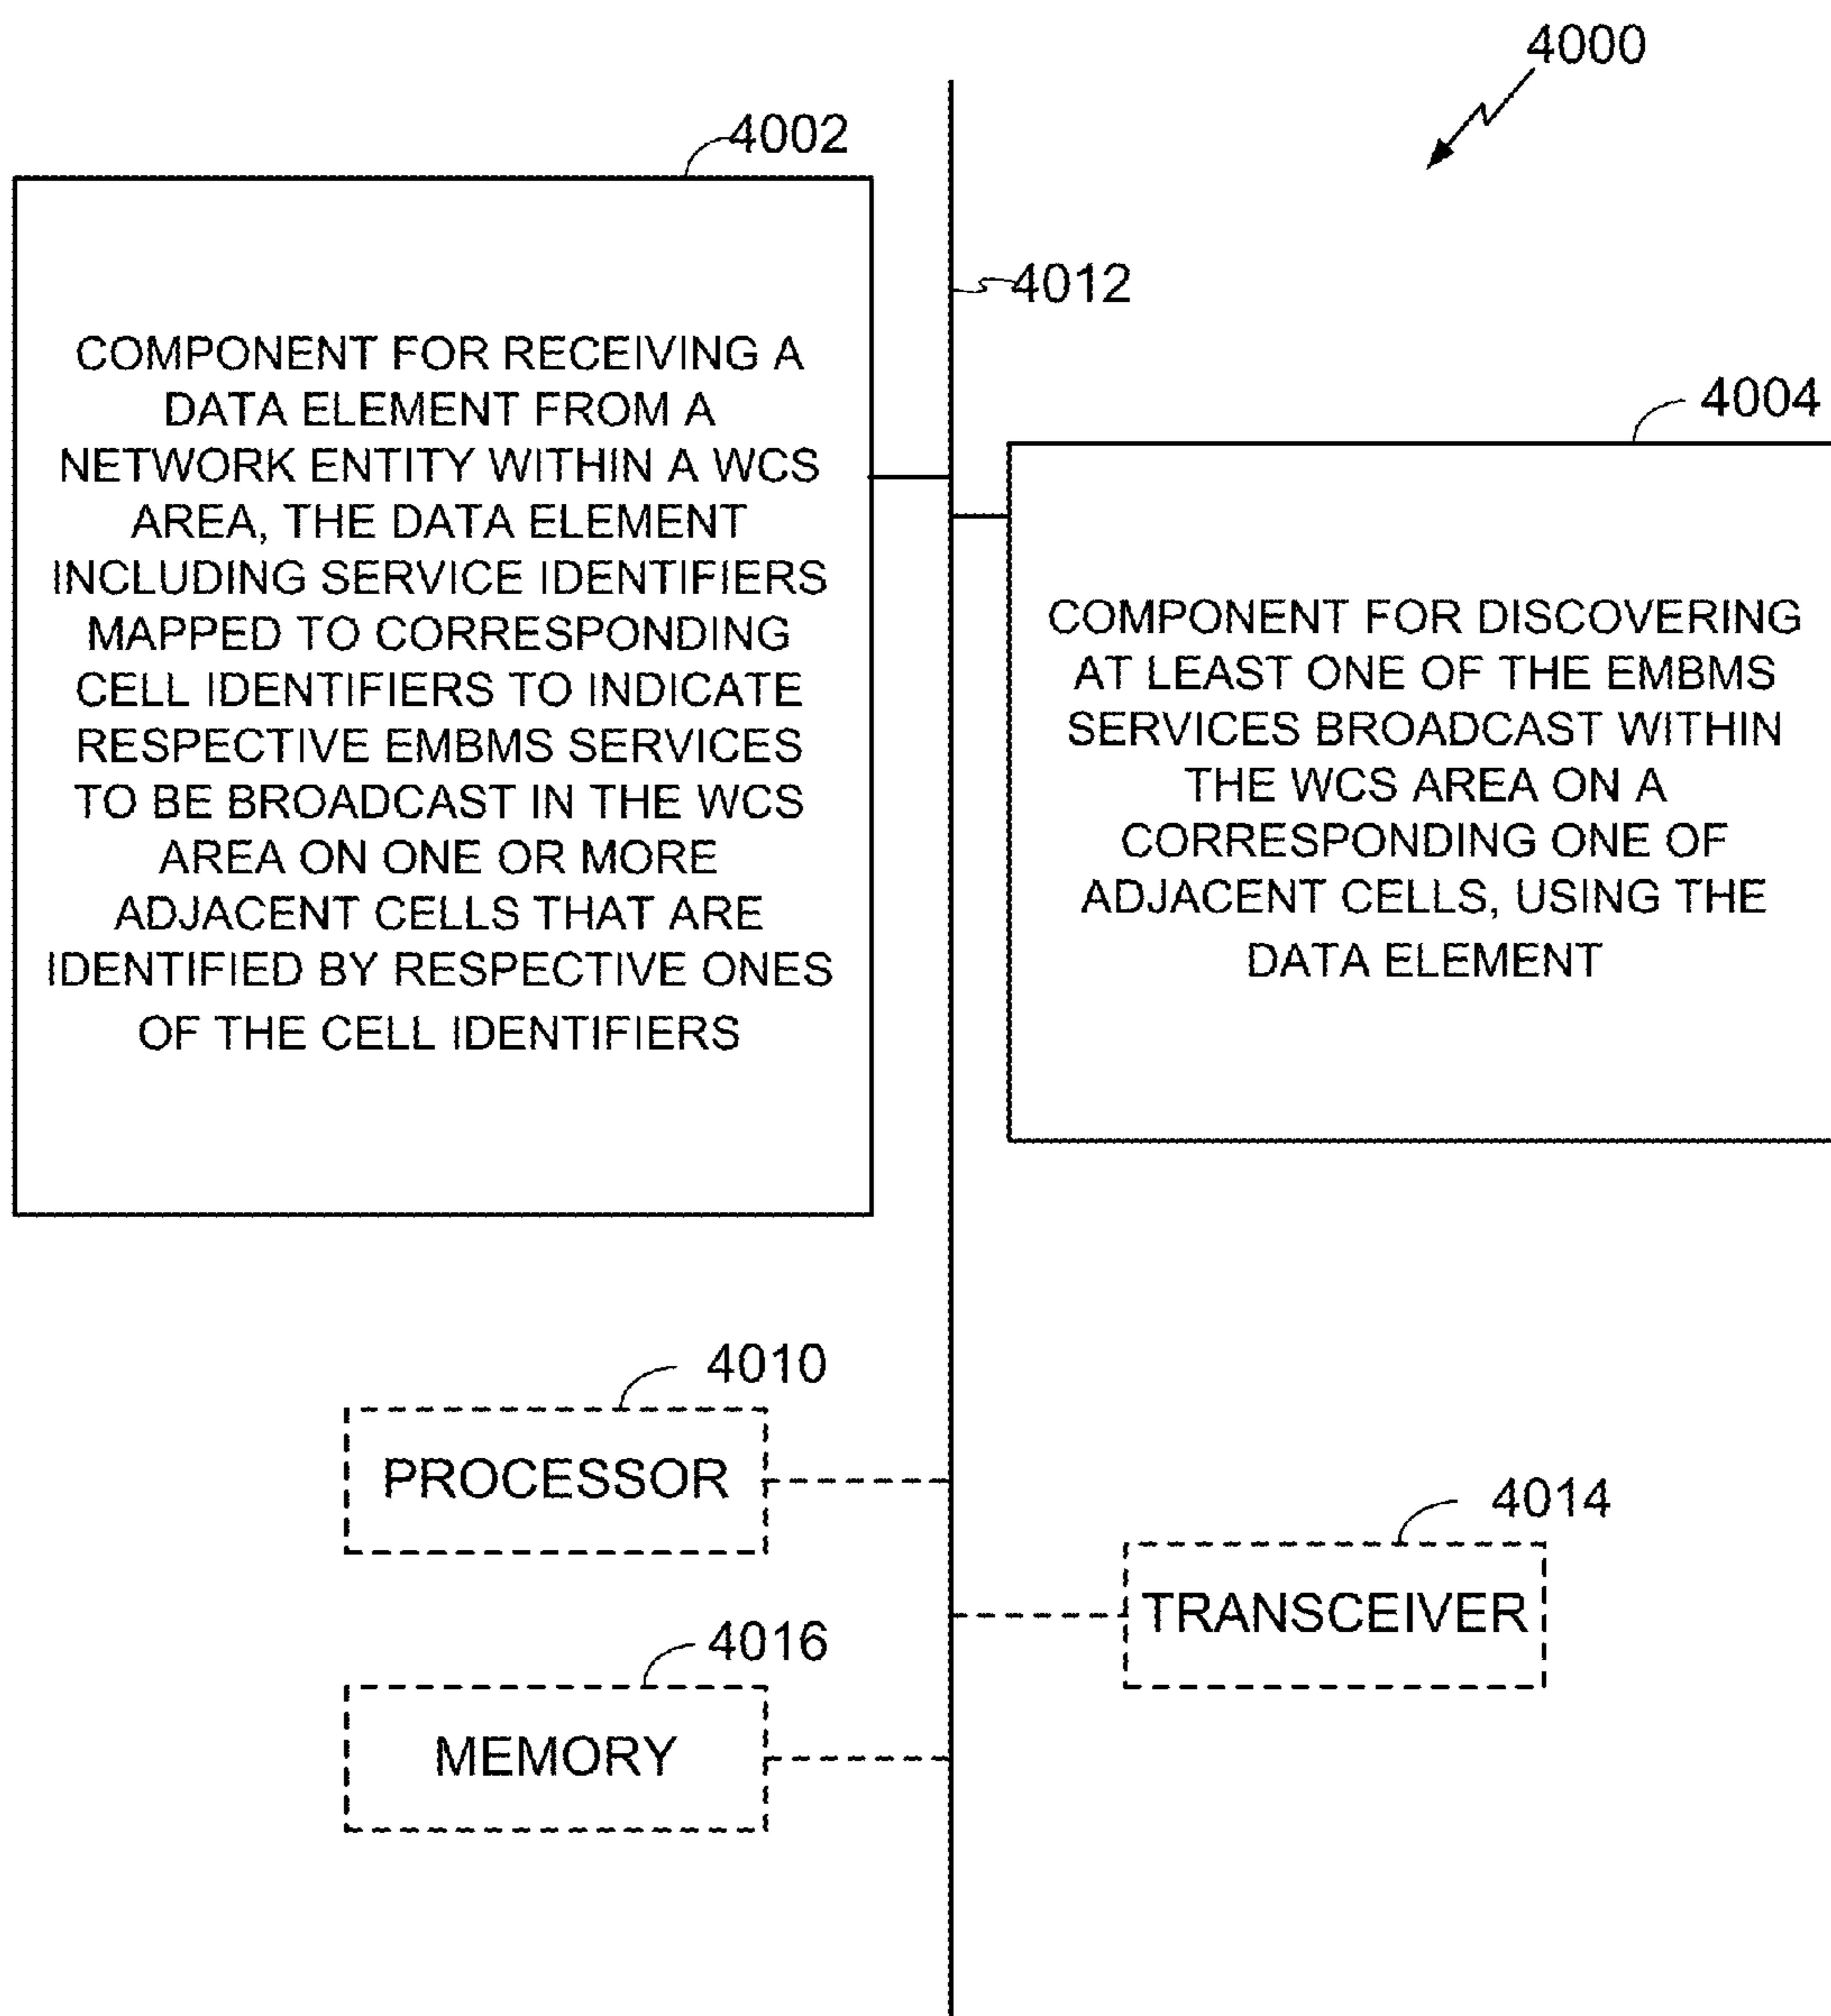 4000
4002
4012
COMPONENT FOR RECEIVING A
DATA ELEMENT FROM A
NETWORK ENTITY WITHIN A WCS
AREA, THE DATA ELEMENT
INCLUDING SERVICE IDENTIFIERS
MAPPED TO CORRESPONDING
CELL IDENTIFIERS TO INDICATE
RESPECTIVE EMBMS SERVICES
TO BE BROADCAST IN THE WCS
AREA ON ONE OR MORE
ADJACENT CELLS THAT ARE
IDENTIFIED BY RESPECTIVE ONES
OF THE CELL IDENTIFIERS
4004
COMPONENT FOR DISCOVERING
AT LEAST ONE OF THE EMBMS
SERVICES BROADCAST WITHIN
THE WCS AREA ON A
CORRESPONDING ONE OF
ADJACENT CELLS, USING THE
DATA ELEMENT
4010
PROCESSOR
4014
TRANSCEIVER
4016
MEMORY